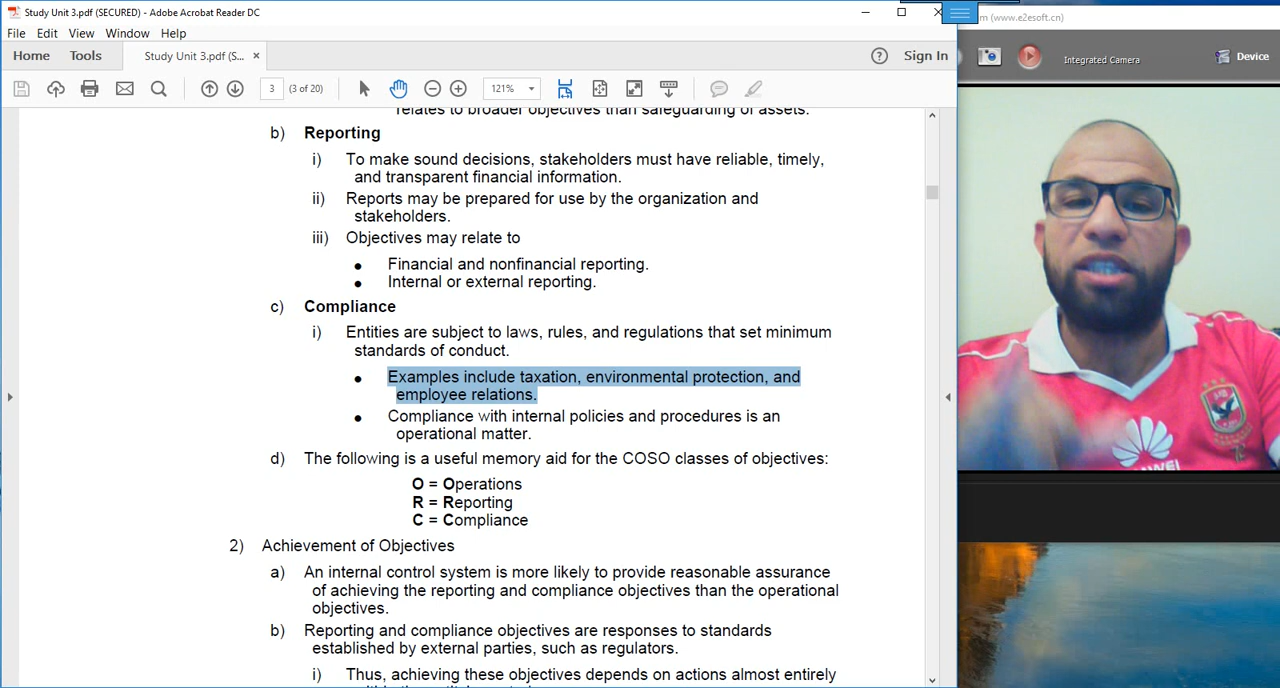 Study Unit 3.pdf (SECURED) - Adobe Acrobat Reader DC
m (www.e2esoft.cn)
File Edit View Window Help
Home Tools Study Unit 3.pdf (S... × ? Sign In
Integrated Camera Device
3 (3 of 20) 121%
relates to broader objectives than safeguarding of assets.
b) Reporting
i) To make sound decisions, stakeholders must have reliable, timely,
and transparent financial information.
ii) Reports may be prepared for use by the organization and
stakeholders.
iii) Objectives may relate to
● Financial and nonfinancial reporting.
● Internal or external reporting.
c) Compliance
i) Entities are subject to laws, rules, and regulations that set minimum
standards of conduct.
● Examples include taxation, environmental protection, and
employee relations.
● Compliance with internal policies and procedures is an
operational matter.
d) The following is a useful memory aid for the COSO classes of objectives:
O = Operations
R = Reporting
C = Compliance
2) Achievement of Objectives
a) An internal control system is more likely to provide reasonable assurance
of achieving the reporting and compliance objectives than the operational
objectives.
b) Reporting and compliance objectives are responses to standards
established by external parties, such as regulators.
i) Thus, achieving these objectives depends on actions almost entirely